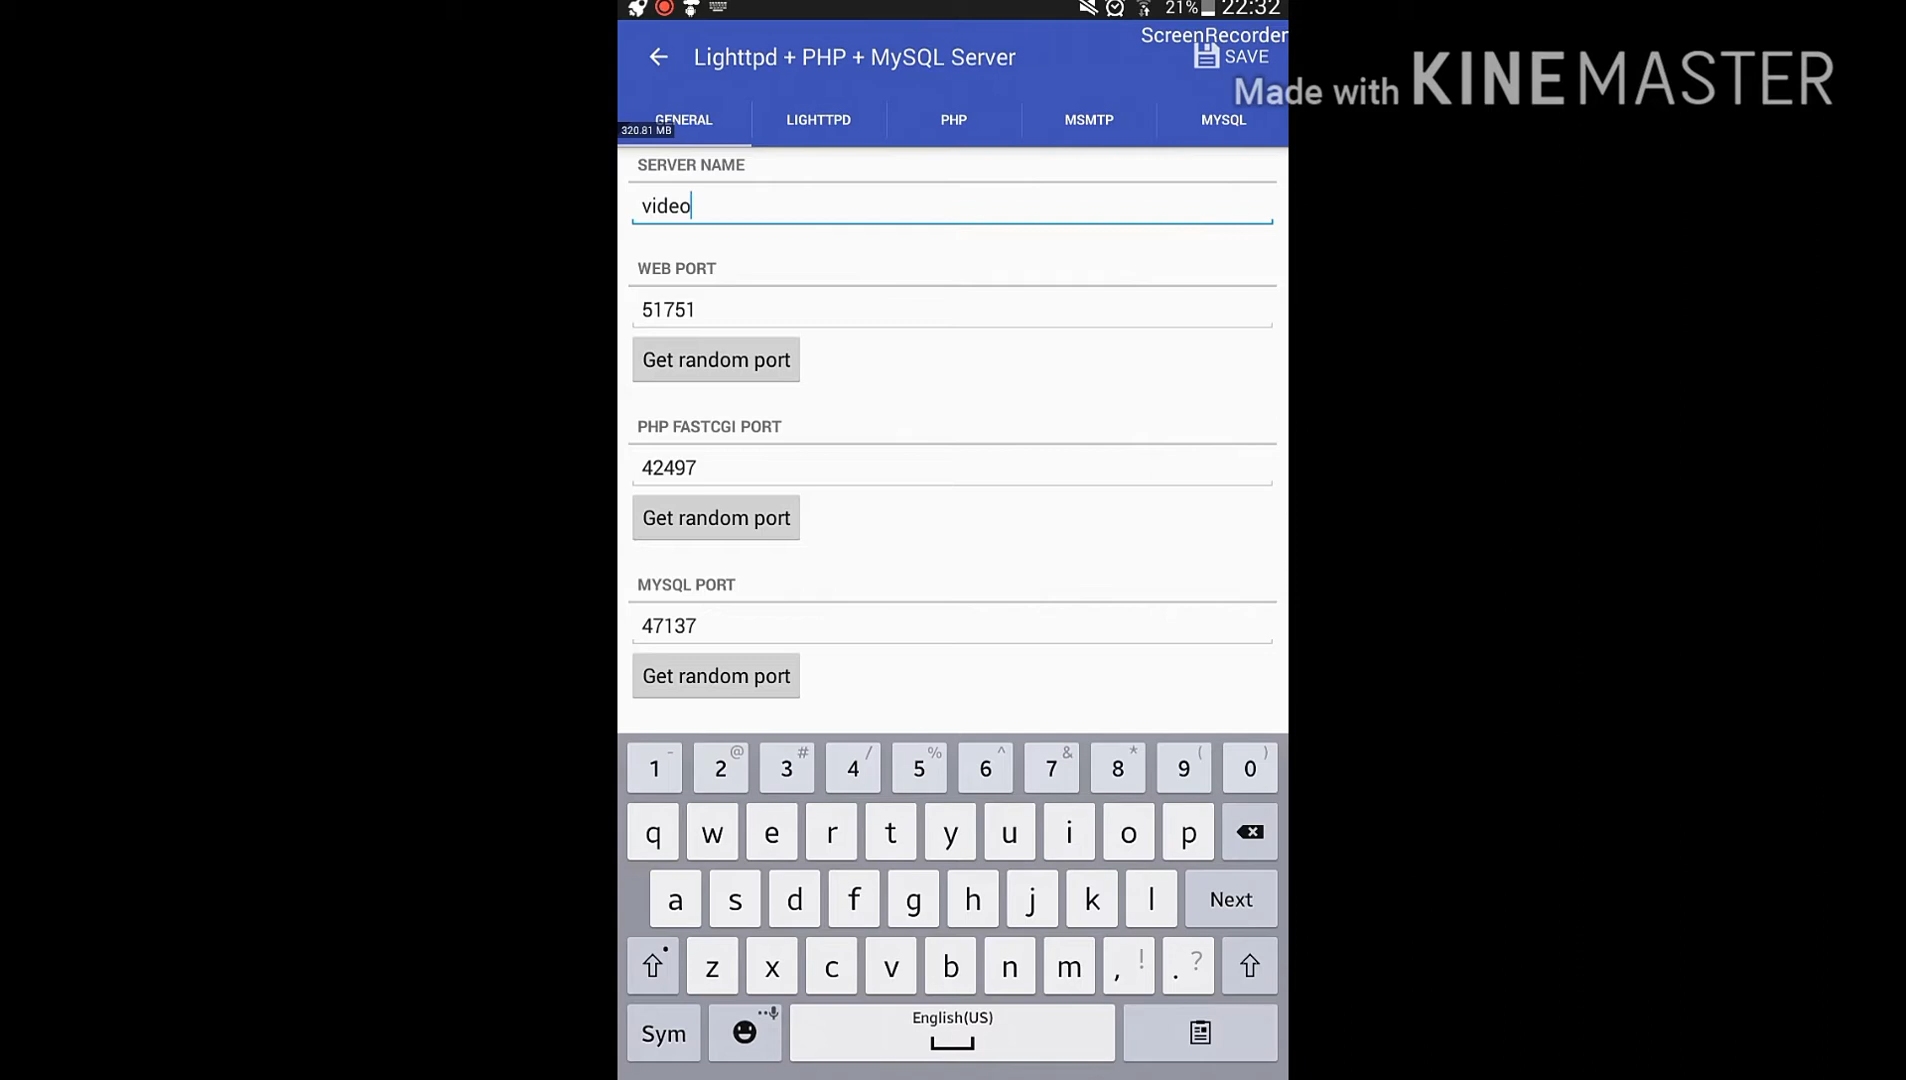 21% 22:32
ScreenRecorder
Lighttpd + PHP + MySQL Server
SAVE
Made with KINEMASTER
GENERAL LIGHTTPD PHP MSMTP MYSQL
320.81 MB
SERVER NAME
video
WEB PORT
51751
Get random port
PHP FASTCGI PORT
42497
Get random port
MYSQL PORT
47137
Get random port
1 - 2 @ 3 # 4 / 5 % 6 ^ 7 & 8 * 9 ( 0 )
q w e r t y u i o p
a s d f g h j k l Next
z x c v b n m , ! . ?
Sym English(US)